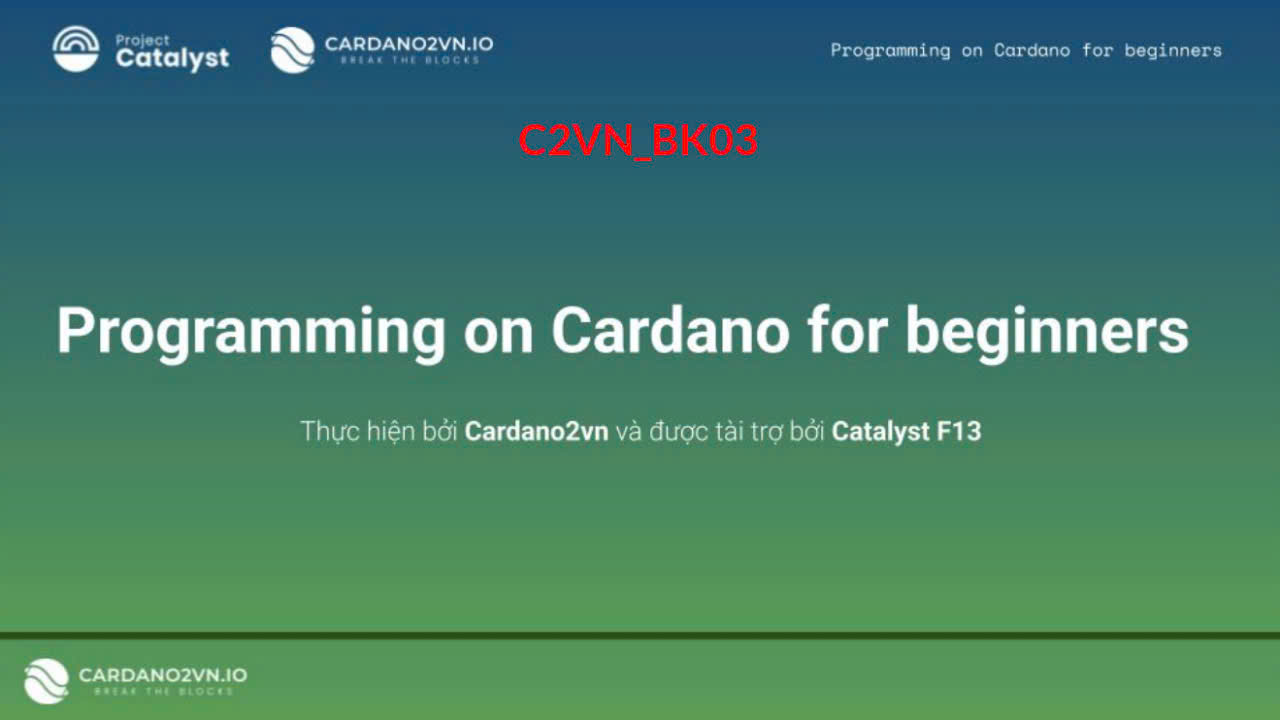 Project
Catalyst
CARDANO2VN.IO
BREAK THE BLOCKS
Programming on Cardano for beginners
C2VN_BK03
Programming on Cardano for beginners
Thực hiện bởi Cardano2vn và được tài trợ bởi Catalyst F13
CARDANO2VN.IO
BREAK THE BLOCKS